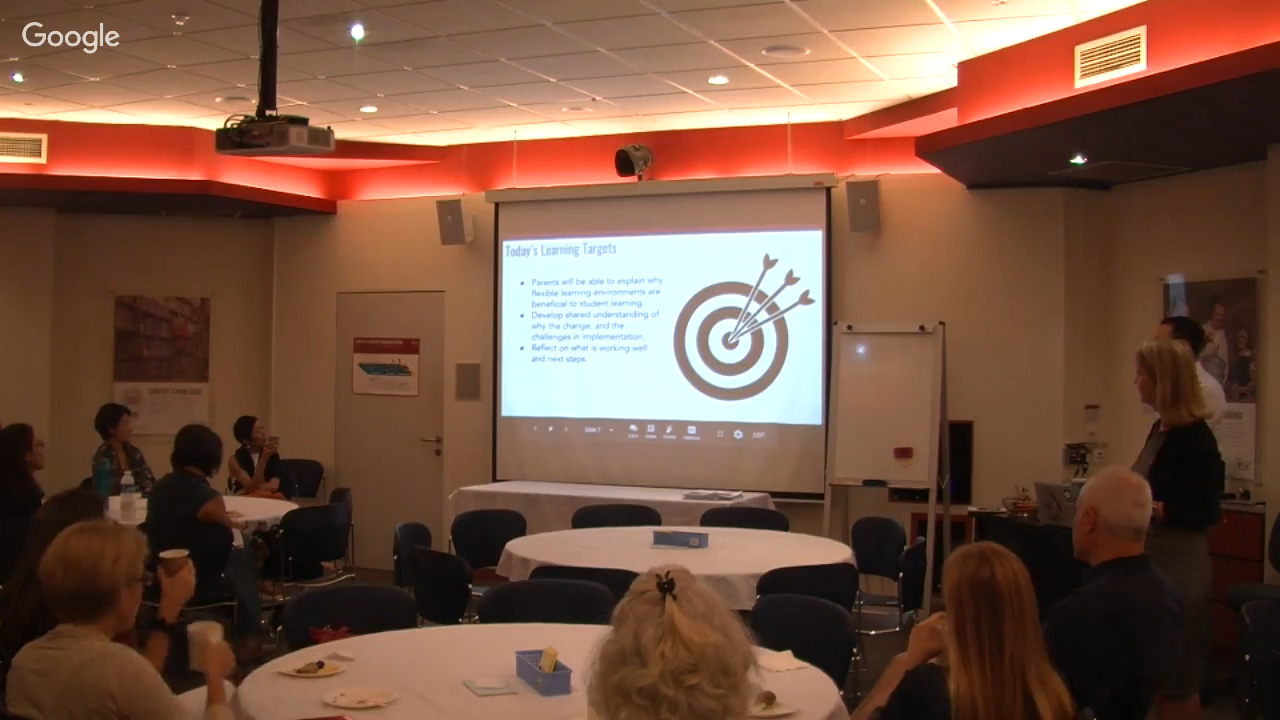 Google
Today's Learning Targets
Parents will be able to explain why
flexible learning environments are
beneficial to student learning.
Develop shared understanding of
why the change, and the
challenges in implementation.
Reflect on what is working well
and next steps
EXIT